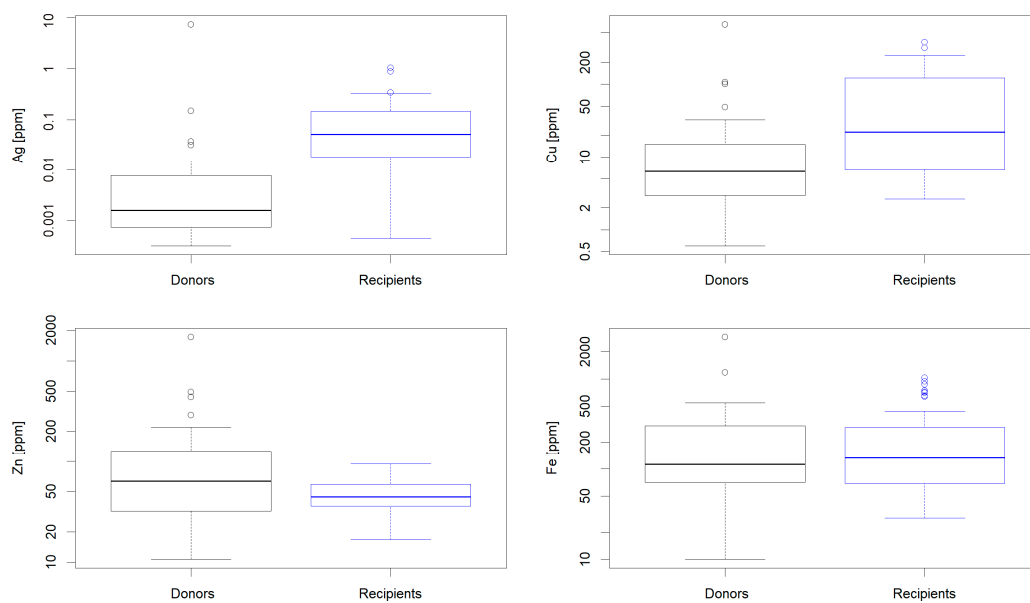 Ag [ppm]
10
1
0.1
0.01
0.001
Donors
Recipients
Cu [ppm]
200
50
10
2
0.5
Donors
Recipients
Zn [ppm]
2000
500
200
50
20
10
Donors
Recipients
Fe [ppm]
2000
500
200
50
10
Donors
Recipients